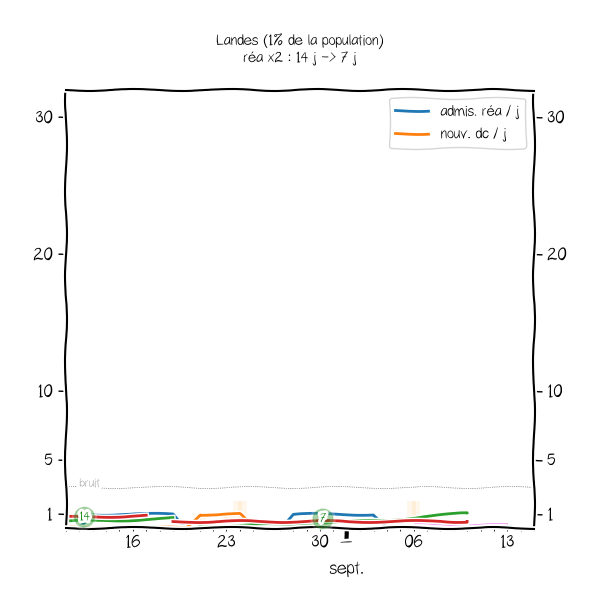 Landes (1% de la population)
réa x2 : 14 j -> 7 j
admis. réa / j
nouv. dc / j
30
30
20
20
10
10
5
5
bruit
1
14
7
1
16
23
30
06
13
sept.